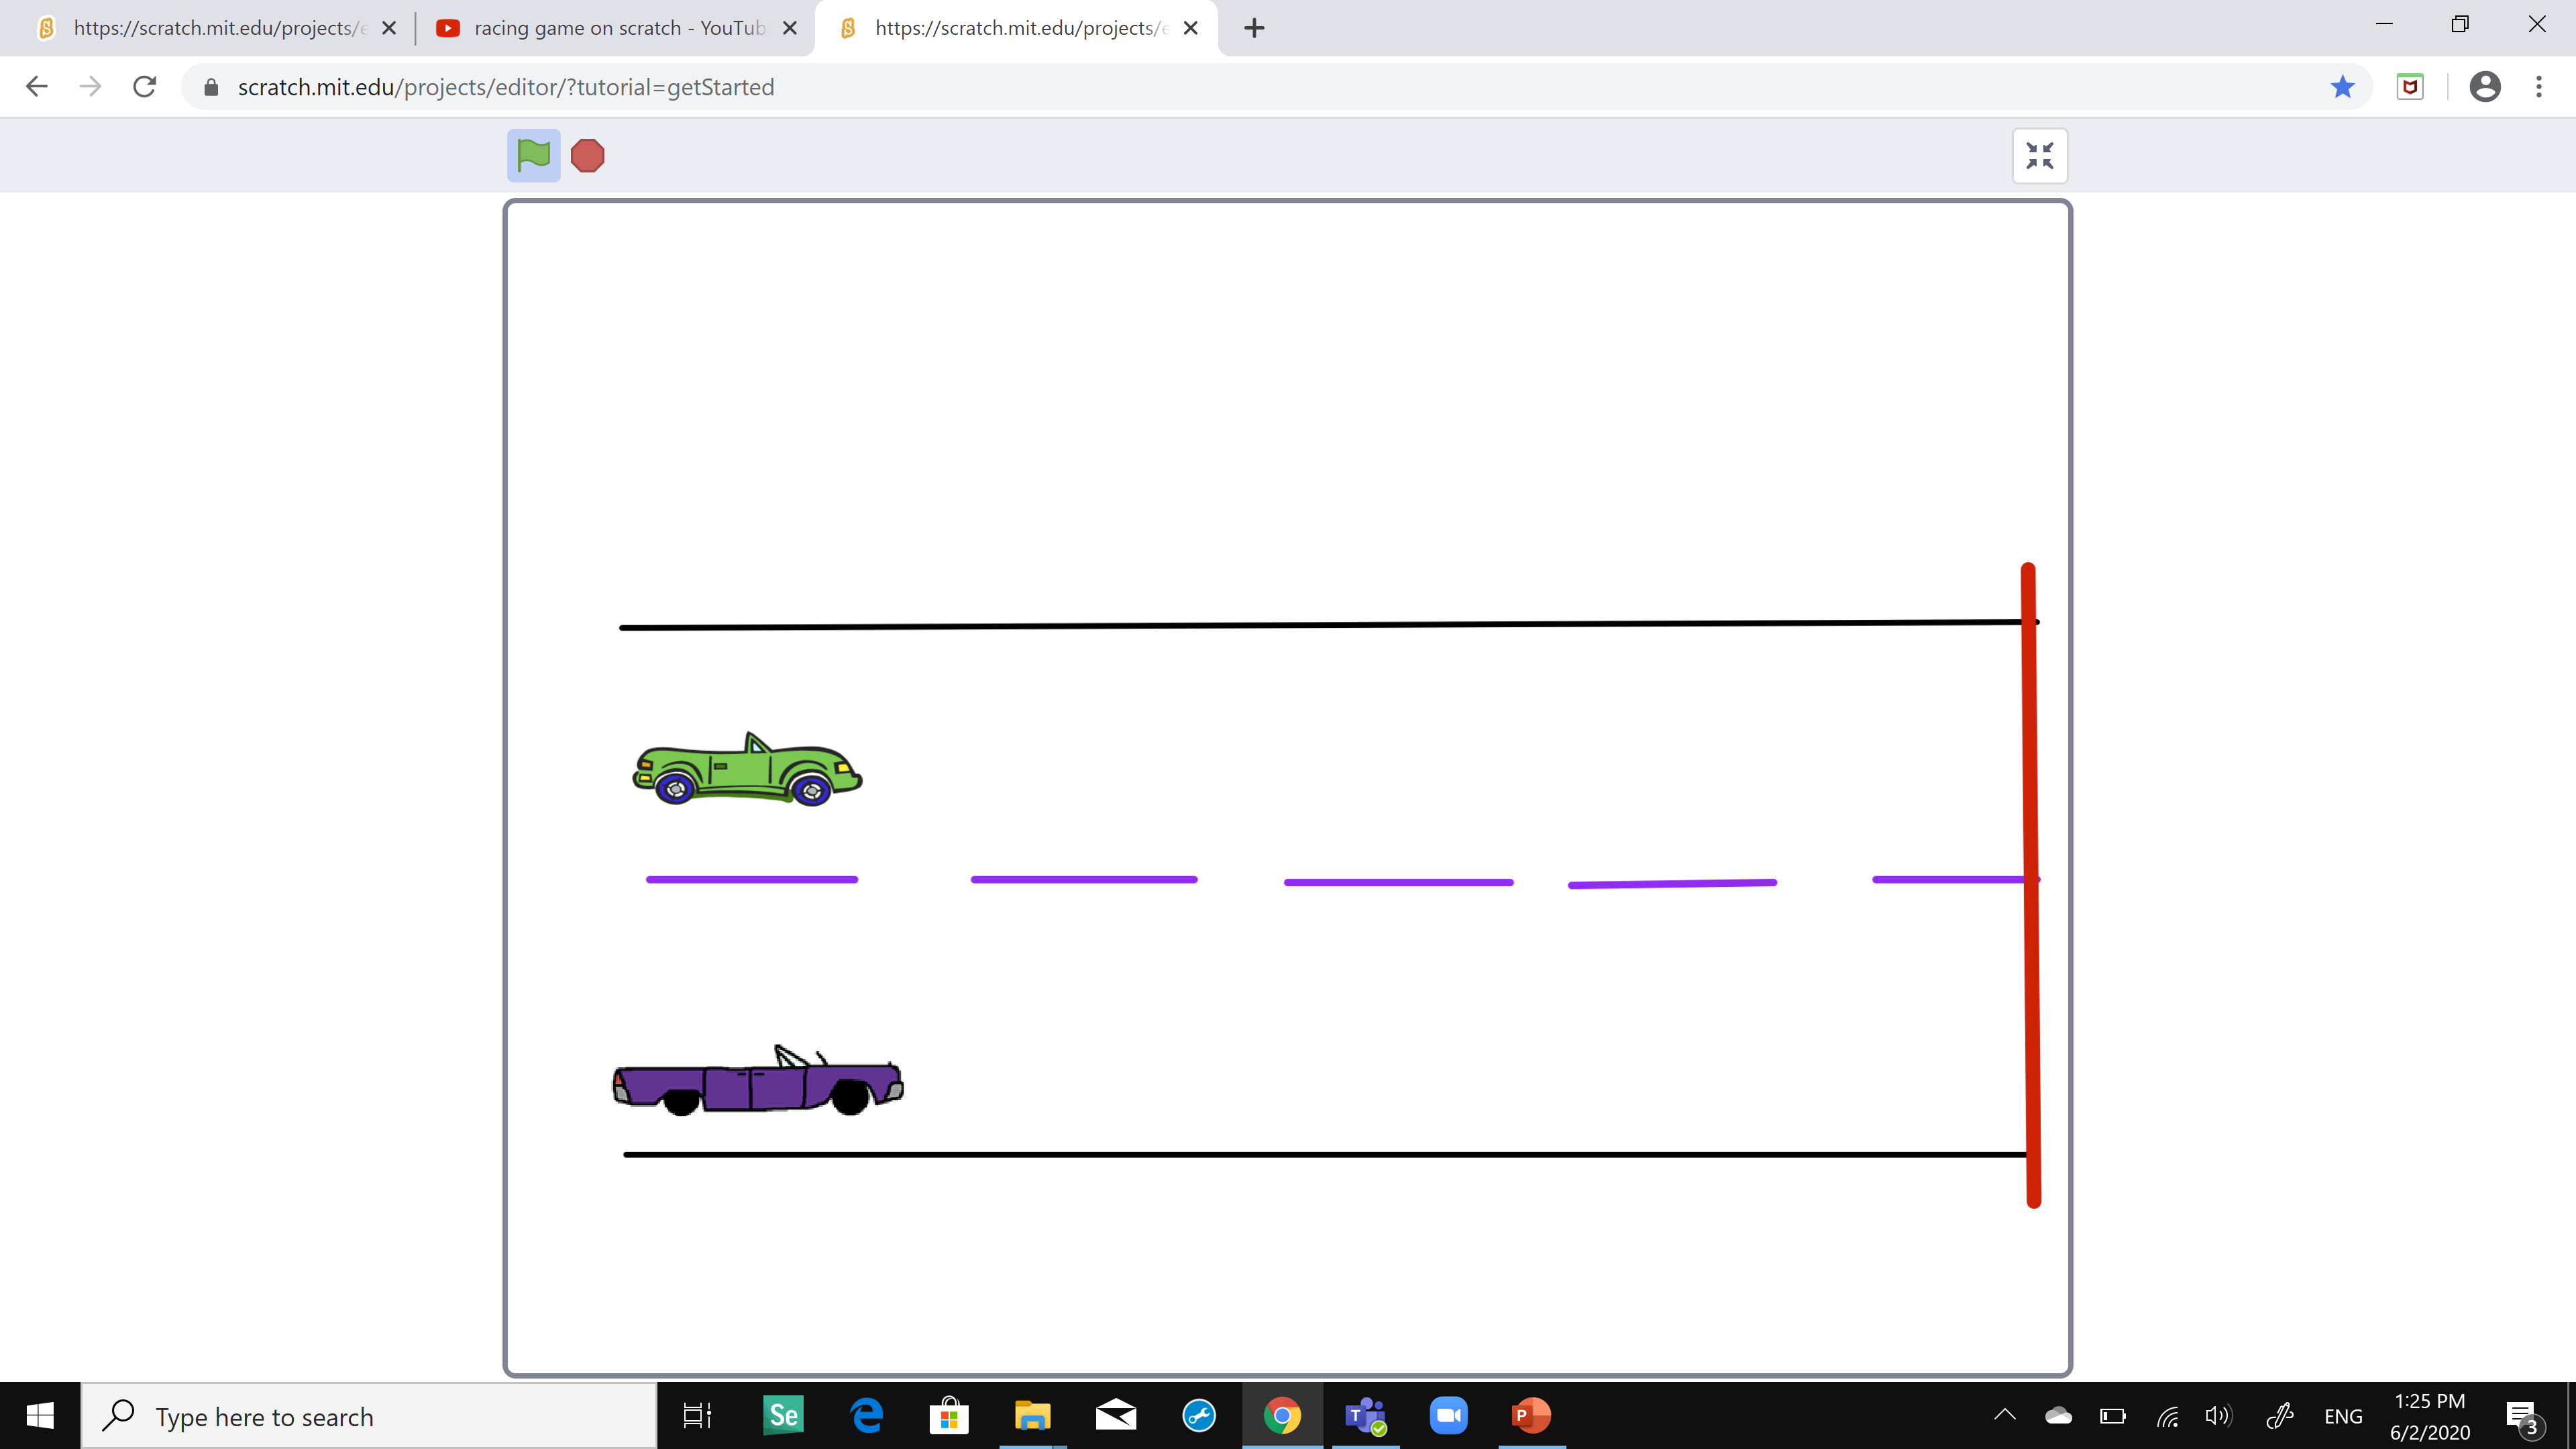 https://scratch.mit.edu/projects/e
racing game on scratch - YouTub
https://scratch.mit.edu/projects/e
scratch.mit.edu/projects/editor/?tutorial=getStarted
Type here to search
Se
T
P
ENG
1:25 PM
6/2/2020
3